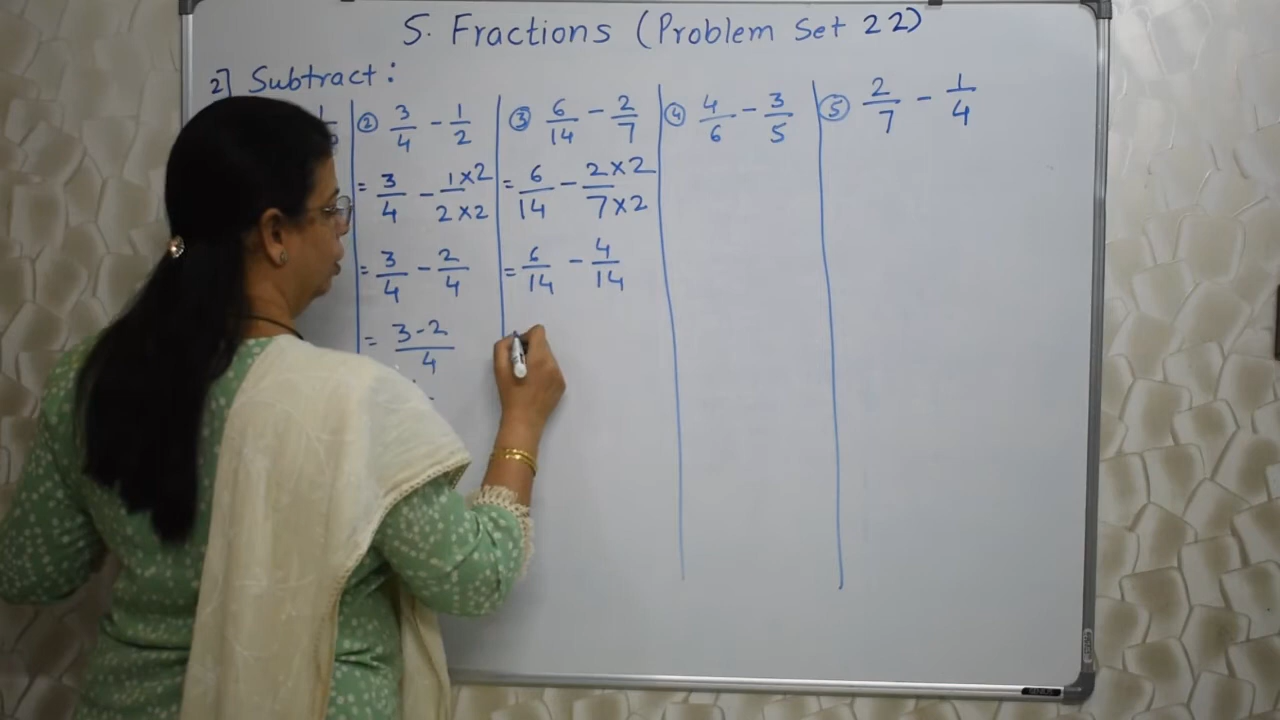 5. Fractions (Problem Set 22)
2] Subtract :
② 3/4 - 1/2
= 3/4 - 1×2/2×2
= 3/4 - 2/4
= 3-2/4
③ 6/14 - 2/7
= 6/14 - 2×2/7×2
= 6/14 - 4/14
④ 4/6 - 3/5
⑤ 2/7 - 1/4